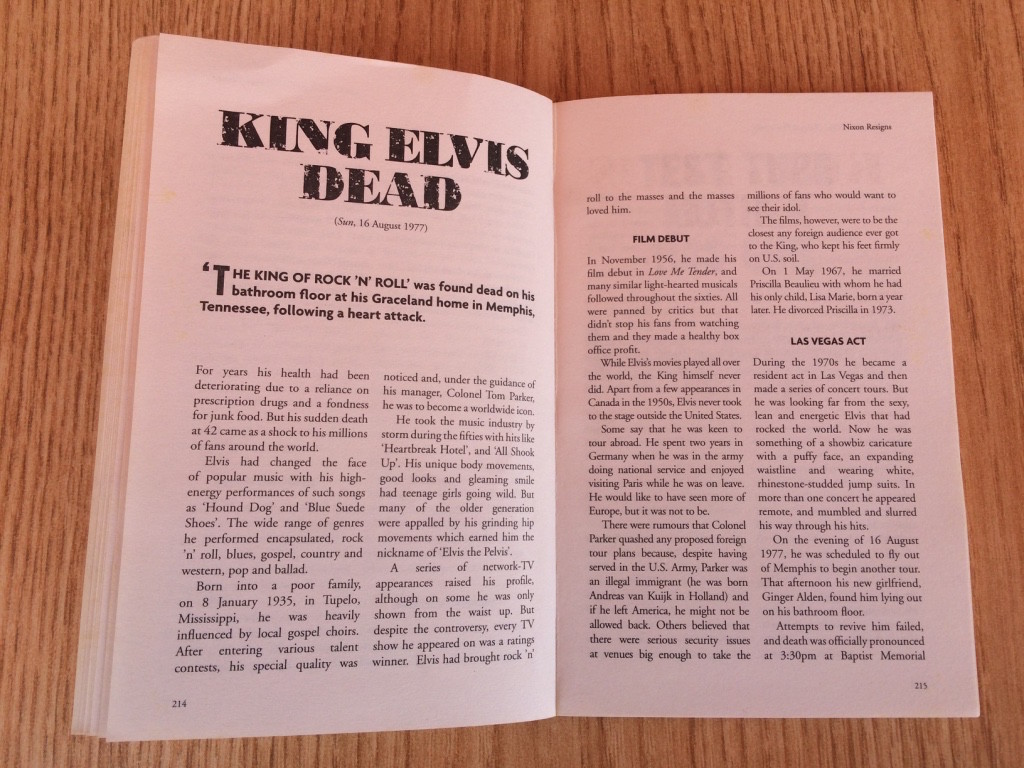 KING ELVIS
DEAD
(Sun, 16 August 1977)
‘THE KING OF ROCK ’N’ ROLL’ was found dead on his
bathroom floor at his Graceland home in Memphis,
Tennessee, following a heart attack.
For years his health had been
deteriorating due to a reliance on
prescription drugs and a fondness
for junk food. But his sudden death
at 42 came as a shock to his millions
of fans around the world.
Elvis had changed the face
of popular music with his high-
energy performances of such songs
as ‘Hound Dog’ and ‘Blue Suede
Shoes’. The wide range of genres
he performed encapsulated, rock
’n’ roll, blues, gospel, country and
western, pop and ballad.
Born into a poor family,
on 8 January 1935, in Tupelo,
Mississippi, he was heavily
influenced by local gospel choirs.
After entering various talent
contests, his special quality was
noticed and, under the guidance of
his manager, Colonel Tom Parker,
he was to become a worldwide icon.
He took the music industry by
storm during the fifties with hits like
‘Heartbreak Hotel’, and ‘All Shook
Up’. His unique body movements,
good looks and gleaming smile
had teenage girls going wild. But
many of the older generation
were appalled by his grinding hip
movements which earned him the
nickname of ‘Elvis the Pelvis’.
A series of network-TV
appearances raised his profile,
although on some he was only
shown from the waist up. But
despite the controversy, every TV
show he appeared on was a ratings
winner. Elvis had brought rock ’n’
214
Nixon Resigns
roll to the masses and the masses
loved him.
FILM DEBUT
In November 1956, he made his
film debut in Love Me Tender, and
many similar light-hearted musicals
followed throughout the sixties. All
were panned by critics but that
didn’t stop his fans from watching
them and they made a healthy box
office profit.
While Elvis’s movies played all over
the world, the King himself never
did. Apart from a few appearances in
Canada in the 1950s, Elvis never took
to the stage outside the United States.
Some say that he was keen to
tour abroad. He spent two years in
Germany when he was in the army
doing national service and enjoyed
visiting Paris while he was on leave.
He would like to have seen more of
Europe, but it was not to be.
There were rumours that Colonel
Parker quashed any proposed foreign
tour plans because, despite having
served in the U.S. Army, Parker was
an illegal immigrant (he was born
Andreas van Kuijk in Holland) and
if he left America, he might not be
allowed back. Others believed that
there were serious security issues
at venues big enough to take the
millions of fans who would want to
see their idol.
The films, however, were to be the
closest any foreign audience ever got
to the King, who kept his feet firmly
on U.S. soil.
On 1 May 1967, he married
Priscilla Beaulieu with whom he had
his only child, Lisa Marie, born a year
later. He divorced Priscilla in 1973.
LAS VEGAS ACT
During the 1970s he became a
resident act in Las Vegas and then
made a series of concert tours. But
he was looking far from the sexy,
lean and energetic Elvis that had
rocked the world. Now he was
something of a showbiz caricature
with a puffy face, an expanding
waistline and wearing white,
rhinestone-studded jump suits. In
more than one concert he appeared
remote, and mumbled and slurred
his way through his hits.
On the evening of 16 August
1977, he was scheduled to fly out
of Memphis to begin another tour.
That afternoon his new girlfriend,
Ginger Alden, found him lying out
on his bathroom floor.
Attempts to revive him failed,
and death was officially pronounced
at 3:30pm at Baptist Memorial
215